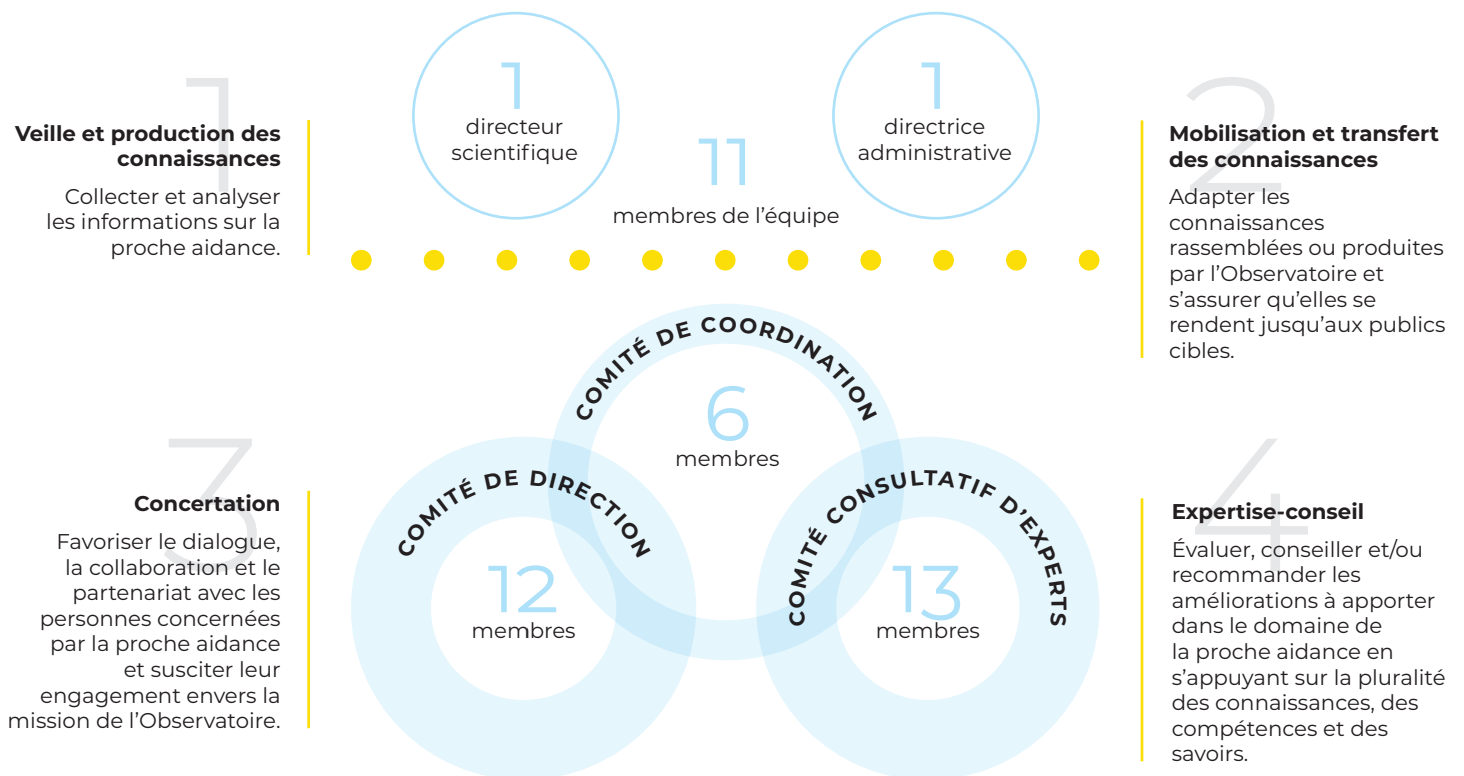 1
Veille et production des
connaissances
Collecter et analyser
les informations sur la
proche aidance.
1
directeur
scientifique
11
membres de l'équipe
1
directrice
administrative
2
Mobilisation et transfert
des connaissances
Adapter les
connaissances
rassemblées ou produites
par l'Observatoire et
s'assurer qu'elles se
rendent jusqu'aux publics
cibles.
COMITÉ DE COORDINATION
6
membres
3
Concertation
Favoriser le dialogue,
la collaboration et le
partenariat avec les
personnes concernées
par la proche aidance
et susciter leur
engagement envers la
mission de l'Observatoire.
COMITÉ DE DIRECTION
12
membres
COMITÉ CONSULTATIF D'EXPERTS
13
membres
4
Expertise-conseil
Évaluer, conseiller et/ou
recommander les
améliorations à apporter
dans le domaine de
la proche aidance en
s'appuyant sur la pluralité
des connaissances, des
compétences et des
savoirs.